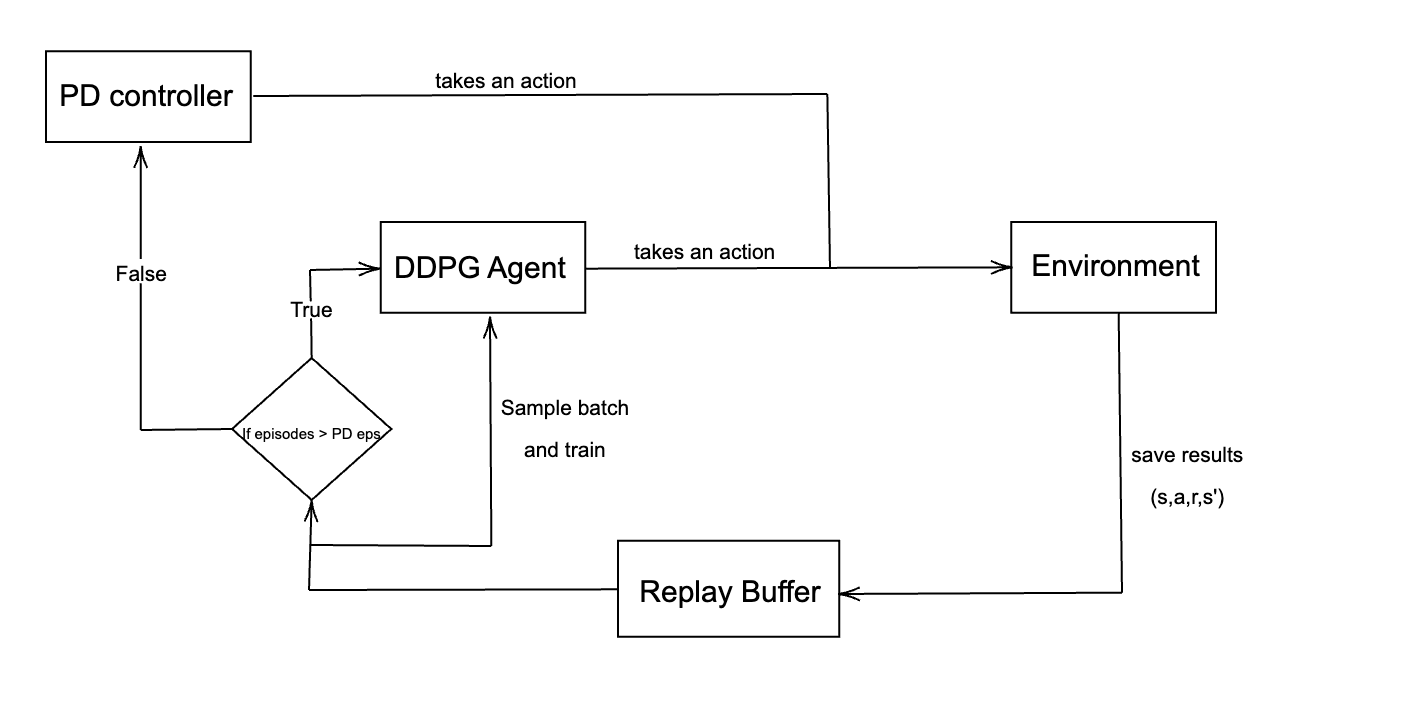 PD controller
takes an action
DDPG Agent
takes an action
Environment
False
True
If episodes > PD eps
Sample batch
and train
save results
(s,a,r,s')
Replay Buffer